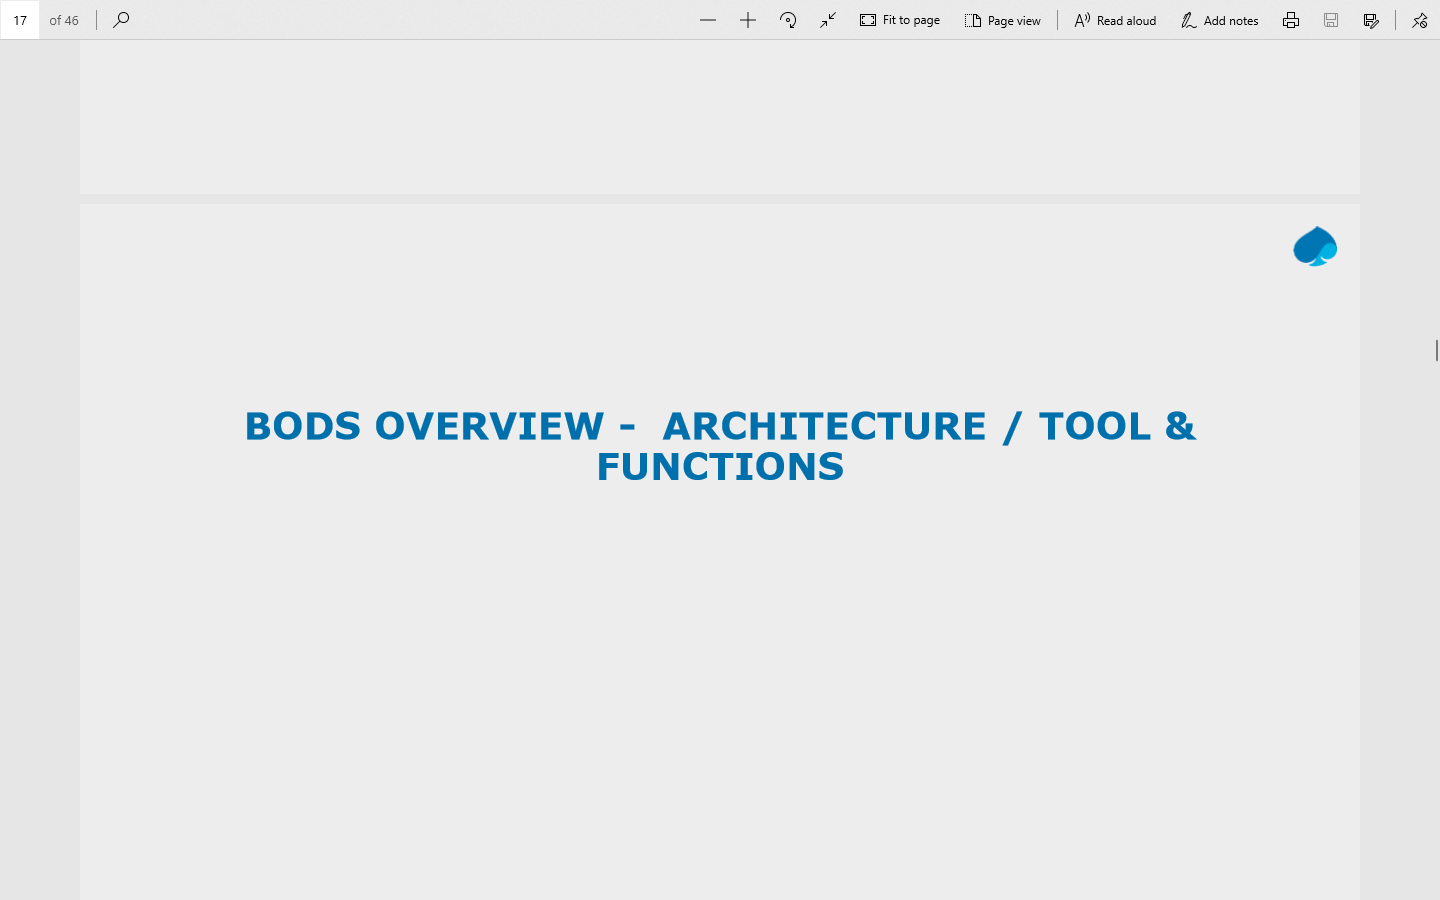 17 of 46 Fit to page Page view Read aloud Add notes
BODS OVERVIEW -  ARCHITECTURE / TOOL &
FUNCTIONS